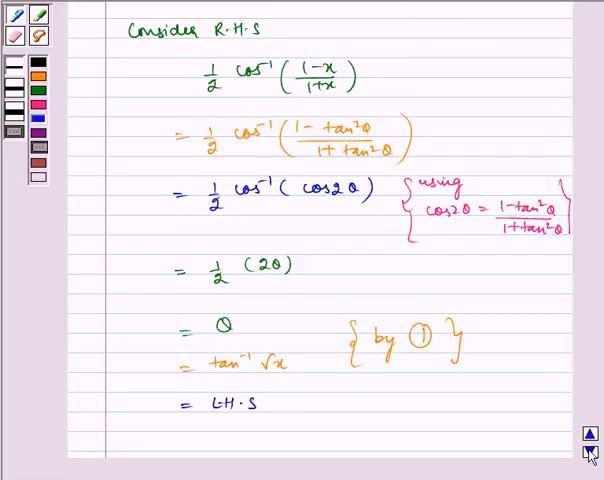 Consider R.H.S
1/2 cos⁻¹ ( (1-x)/(1+x) )
= 1/2 cos⁻¹ ( (1 - tan²θ)/(1 + tan²θ) )
= 1/2 cos⁻¹ ( cos2θ ) { using cos2θ = (1-tan²θ)/(1+tan²θ) }
= 1/2 (2θ)
= θ { by ① }
= tan⁻¹ √x
= L.H.S